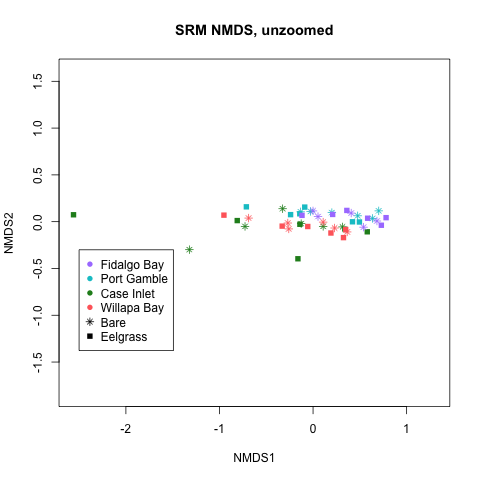 SRM NMDS, unzoomed
NMDS2
1.5
1.0
0.5
0.0
-0.5
-1.0
-1.5
Fidalgo Bay
Port Gamble
Case Inlet
Willapa Bay
Bare
Eelgrass
-2
-1
0
1
NMDS1